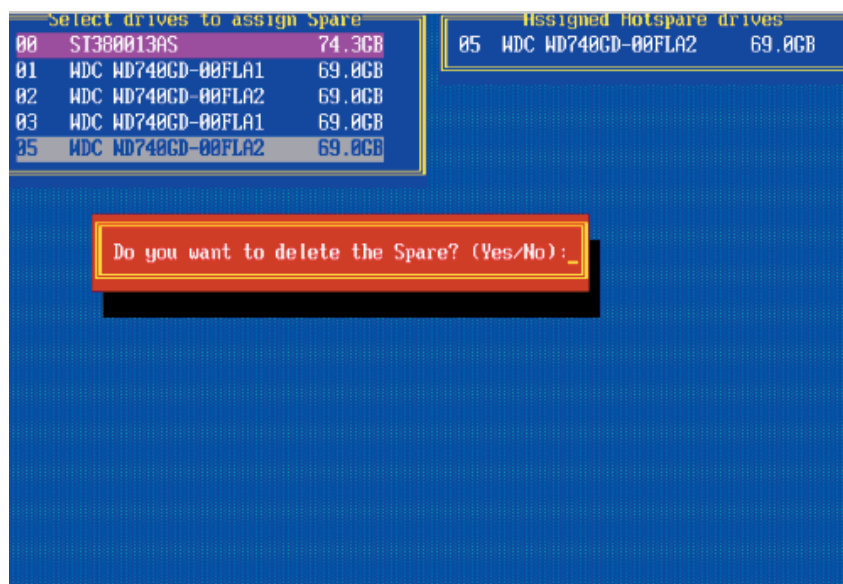 Select drives to assign Spare
00 ST380013AS 74.3GB
01 WDC WD740GD-00FLA1 69.0GB
02 WDC WD740GD-00FLA2 69.0GB
03 WDC WD740GD-00FLA1 69.0GB
05 WDC WD740GD-00FLA2 69.0GB
Assigned Hotspare drives
05 WDC WD740GD-00FLA2 69.0GB
Do you want to delete the Spare? (Yes/No):_